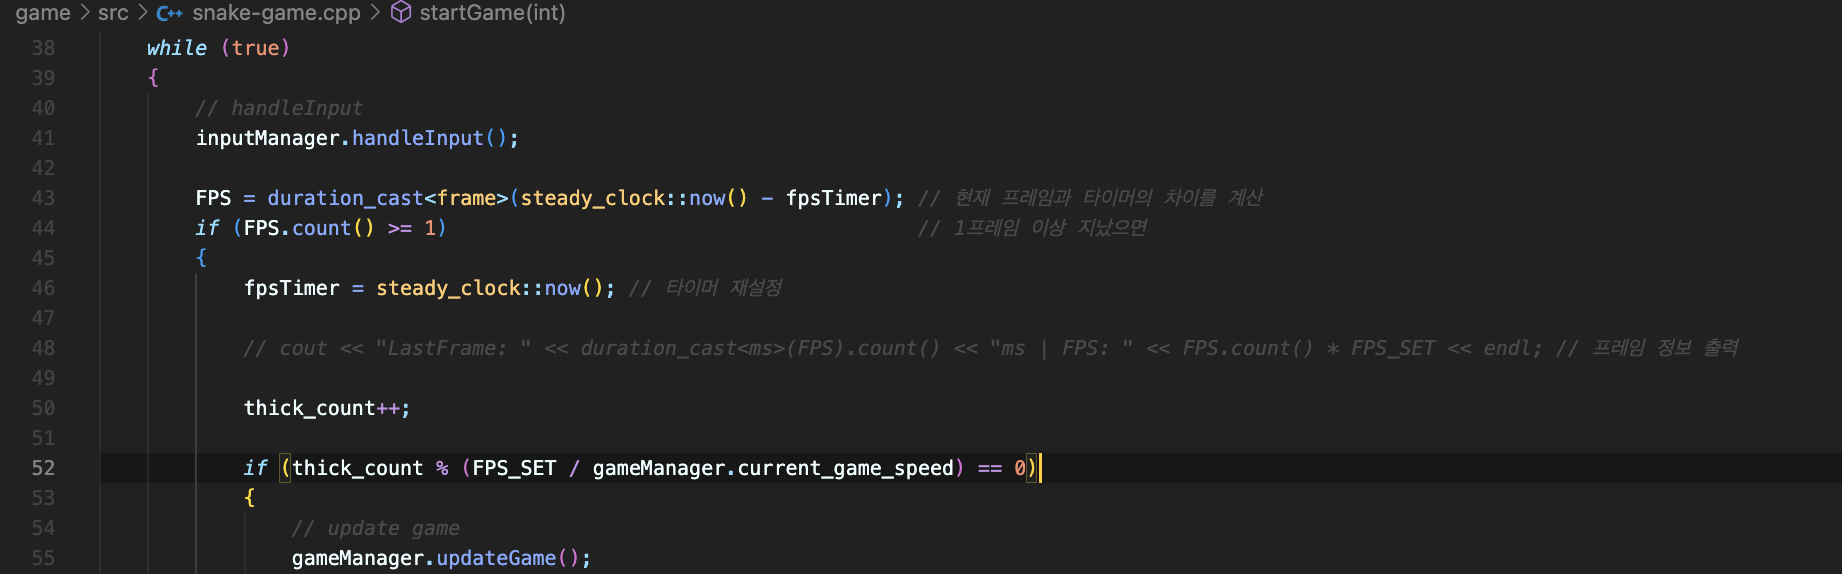 game > src > C++ snake-game.cpp > startGame(int)
38 while (true)
39 {
40 // handleInput
41 inputManager.handleInput();
42
43 FPS = duration_cast<frame>(steady_clock::now() - fpsTimer); // 현재 프레임과 타이머의 차이를 계산
44 if (FPS.count() >= 1) // 1프레임 이상 지났으면
45 {
46 fpsTimer = steady_clock::now(); // 타이머 재설정
47
48 // cout << "LastFrame: " << duration_cast<ms>(FPS).count() << "ms | FPS: " << FPS.count() * FPS_SET << endl; // 프레임 정보 출력
49
50 thick_count++;
51
52 if (thick_count % (FPS_SET / gameManager.current_game_speed) == 0)
53 {
54 // update game
55 gameManager.updateGame();